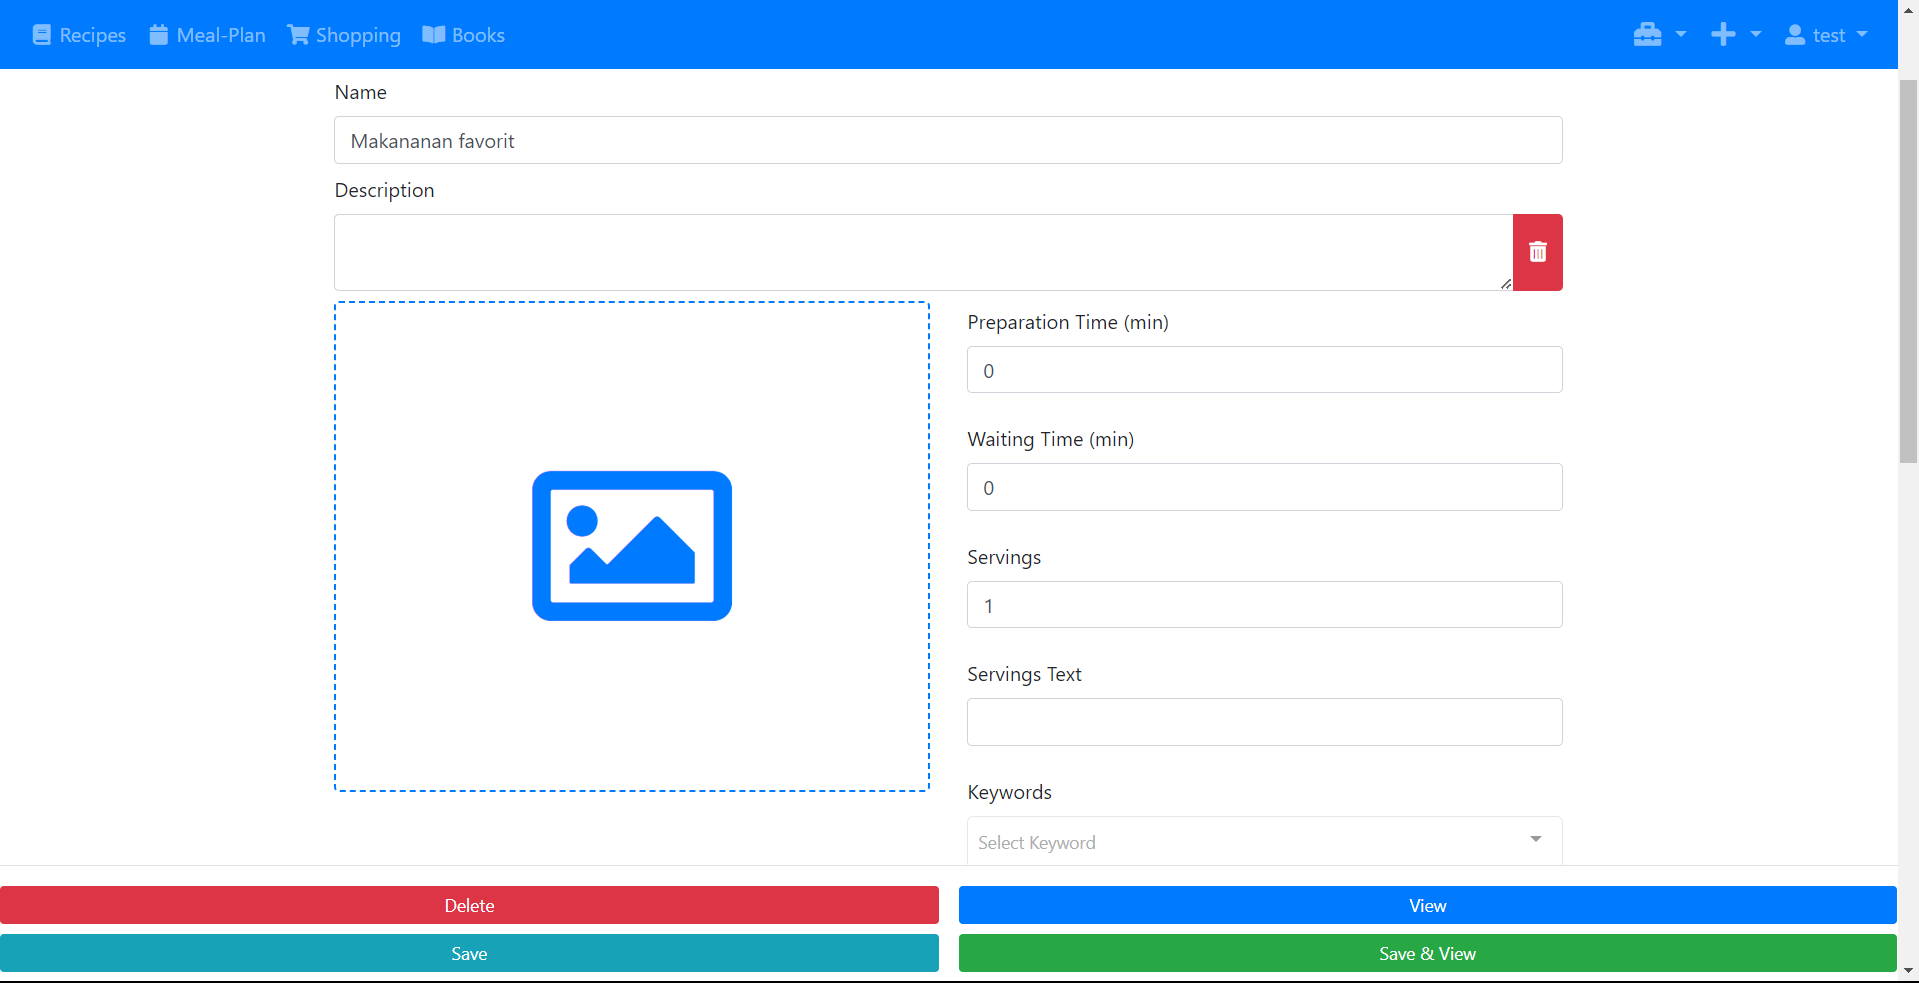 Recipes Meal-Plan Shopping Books test
Name
Makananan favorit
Description
Preparation Time (min)
0
Waiting Time (min)
0
Servings
1
Servings Text
Keywords
Select Keyword
Delete View
Save Save & View